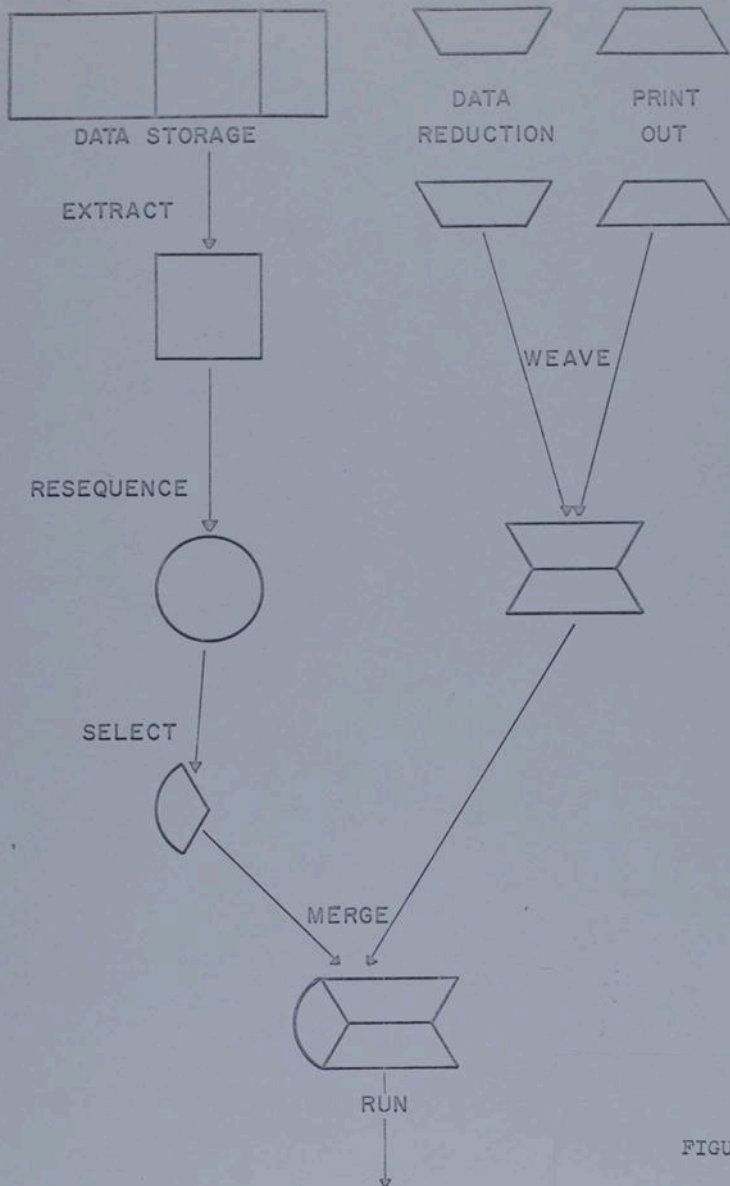 DATA STORAGE
DATA
REDUCTION
PRINT
OUT
EXTRACT
WEAVE
RESEQUENCE
SELECT
MERGE
RUN